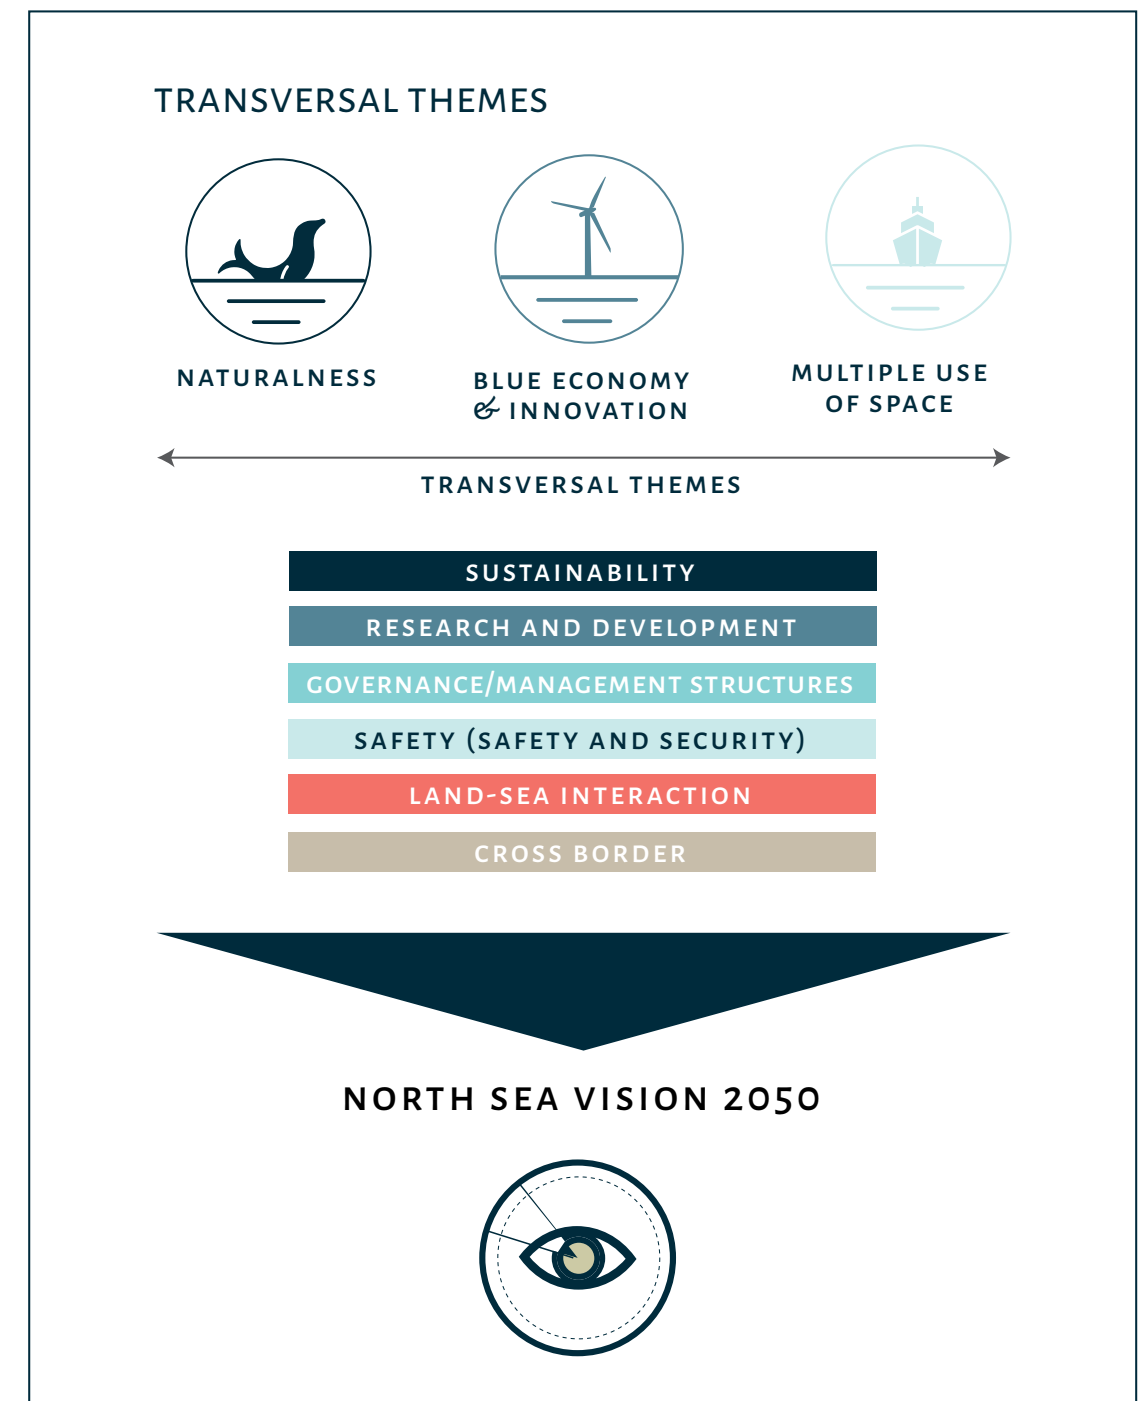 TRANSVERSAL THEMES
NATURALNESS
BLUE ECONOMY
& INNOVATION
MULTIPLE USE
OF SPACE
TRANSVERSAL THEMES
SUSTAINABILITY
RESEARCH AND DEVELOPMENT
GOVERNANCE/MANAGEMENT STRUCTURES
SAFETY (SAFETY AND SECURITY)
LAND-SEA INTERACTION
CROSS BORDER
NORTH SEA VISION 2050